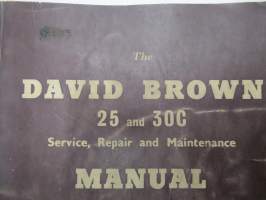 The
DAVID BROWN
25 and 30C
Service, Repair and Maintenance
MANUAL